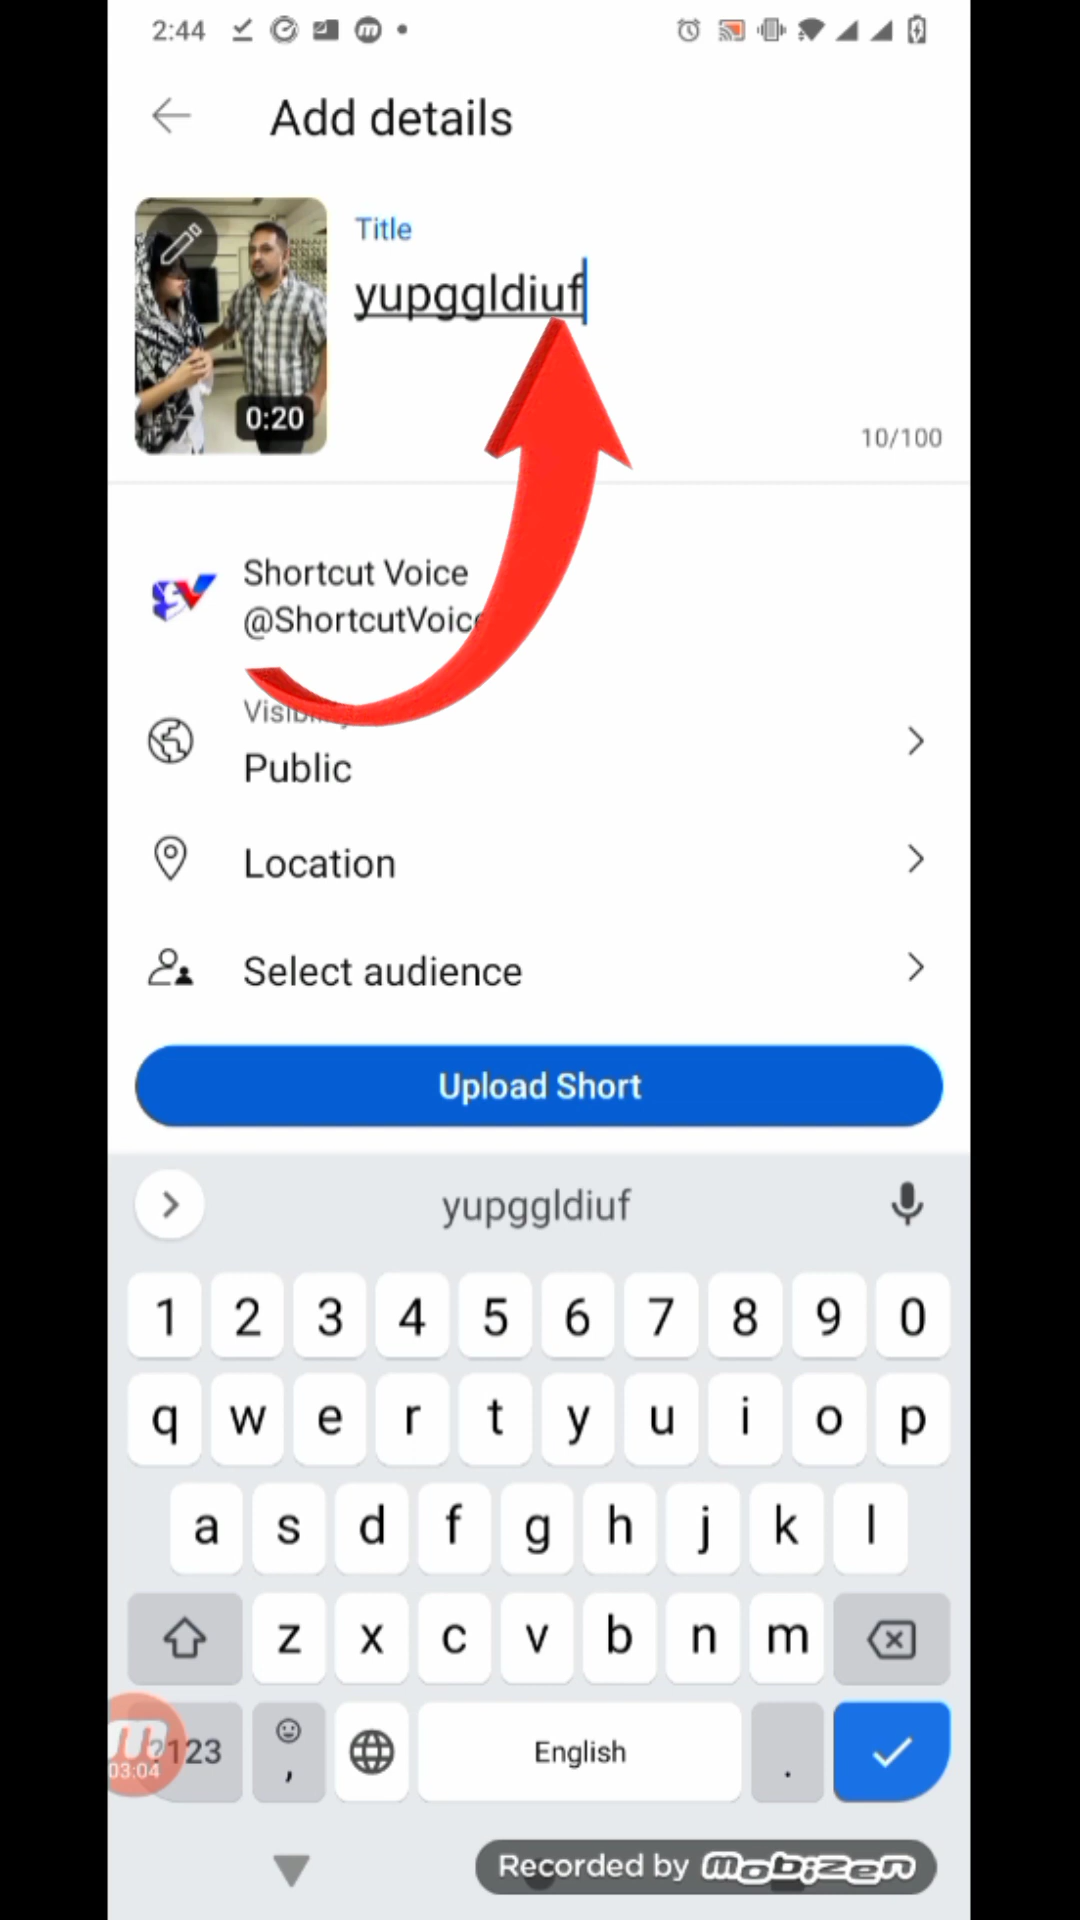 2:44
Add details
Title
yupggldiuf
0:20
10/100
Shortcut Voice
@ShortcutVoice
Public
Location
Select audience
Upload Short
yupggldiuf
1 2 3 4 5 6 7 8 9 0
q w e r t y u i o p
a s d f g h j k l
z x c v b n m
?123 , English .
03:04
Recorded by mobizen